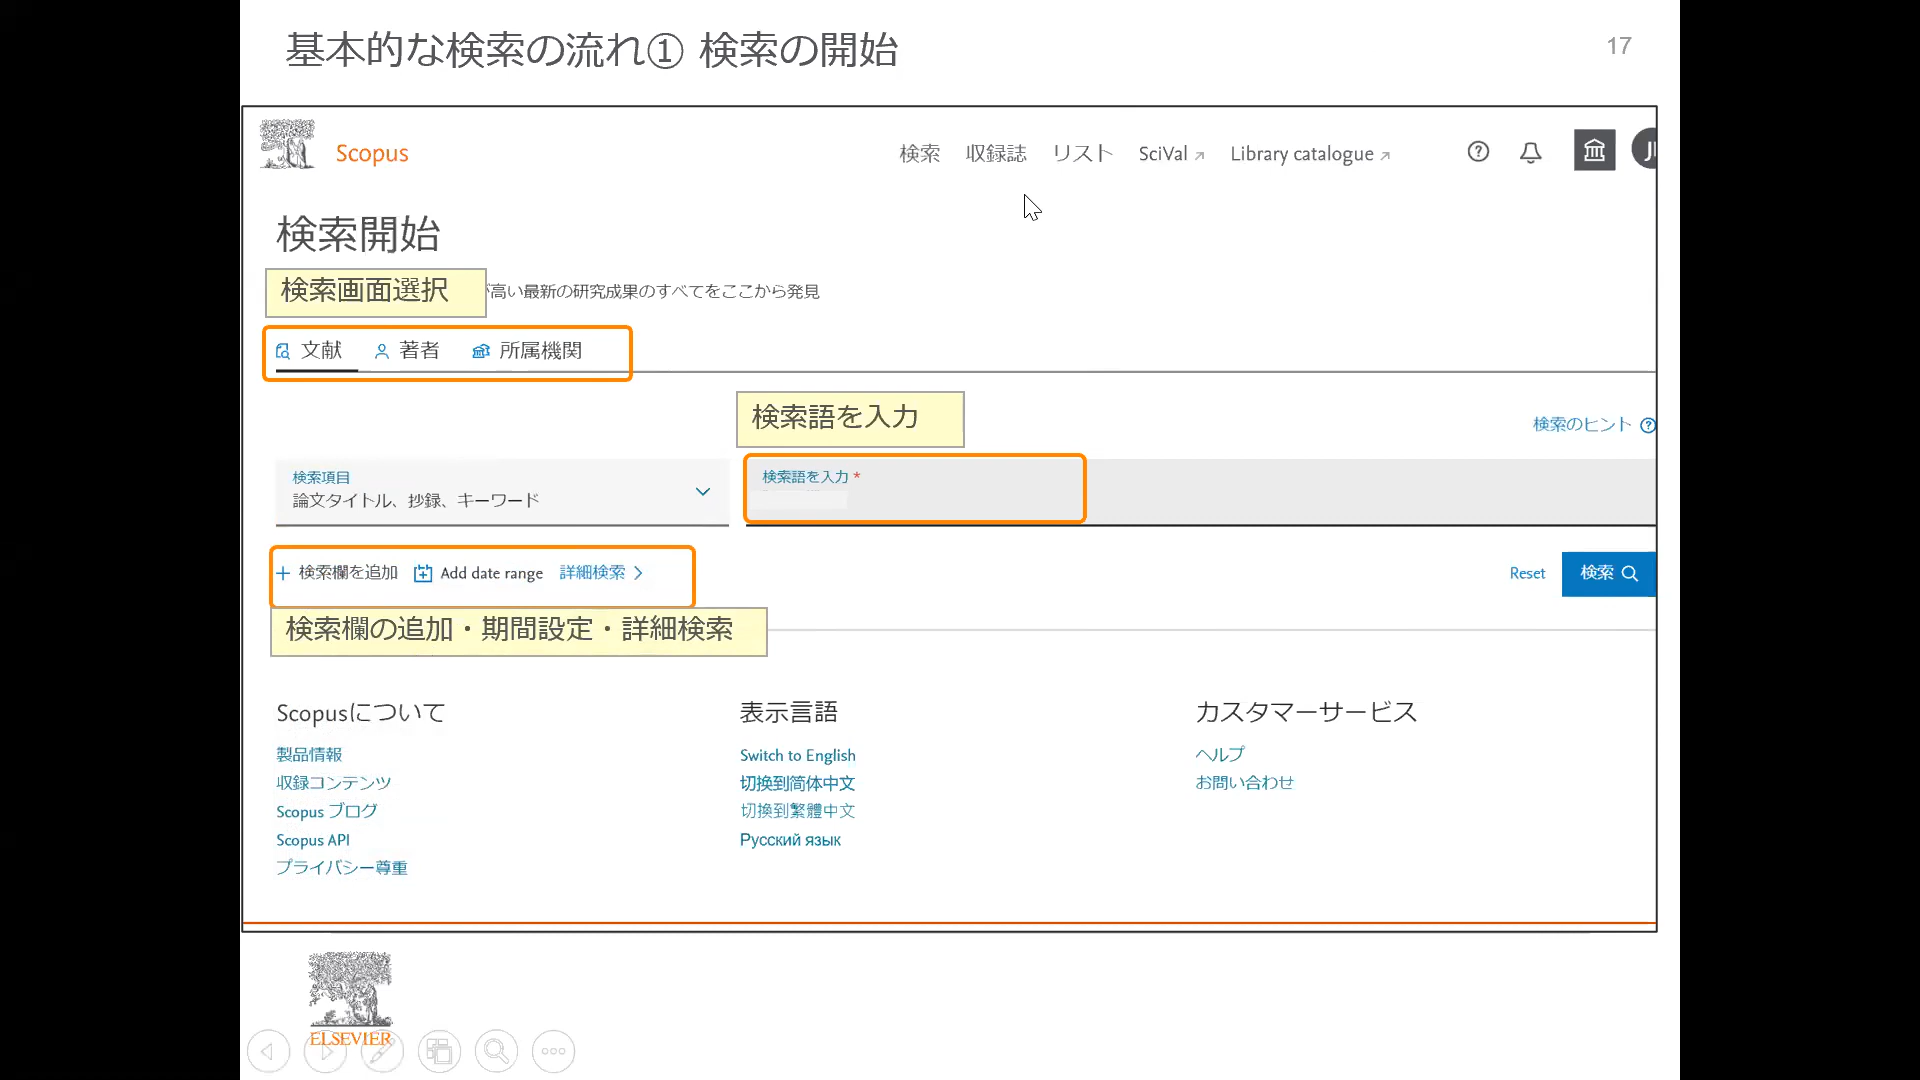 基本的な検索の流れ① 検索の開始
17
Scopus
検索 収録誌 リスト SciVal Library catalogue
検索開始
検索画面選択
高い最新の研究成果のすべてをここから発見
文献 著者 所属機関
検索語を入力
検索のヒント
検索項目
論文タイトル、抄録、キーワード
検索語を入力 *
検索欄を追加 Add date range 詳細検索
Reset 検索
検索欄の追加・期間設定・詳細検索
Scopusについて
製品情報
収録コンテンツ
Scopus ブログ
Scopus API
プライバシー尊重
表示言語
Switch to English
切换到简体中文
切換到繁體中文
Русский язык
カスタマーサービス
ヘルプ
お問い合わせ
ELSEVIER